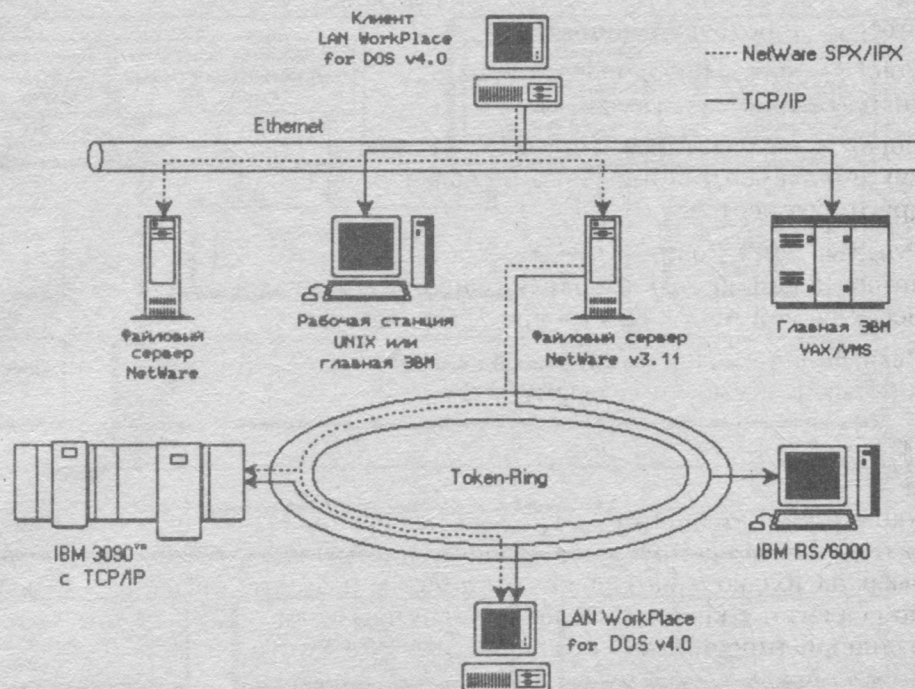 Клиент
LAN WorkPlace
for DOS v4.0
NetWare SPX/IPX
TCP/IP
Ethernet
Файловый
сервер
NetWare
Рабочая станция
UNIX или
главная ЭВМ
Файловый сервер
NetWare v3.11
Главная ЭВМ
VAX/VMS
Token-Ring
IBM 3090
с TCP/IP
IBM RS/6000
LAN WorkPlace
for DOS v4.0